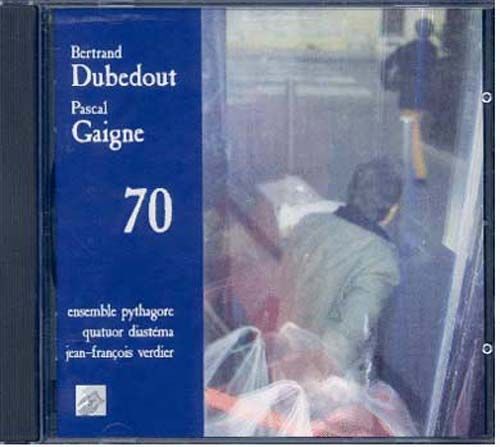 Bertrand
Dubedout
Pascal
Gaigne
70
ensemble pythagore
quatuor diastéma
jean-françois verdier